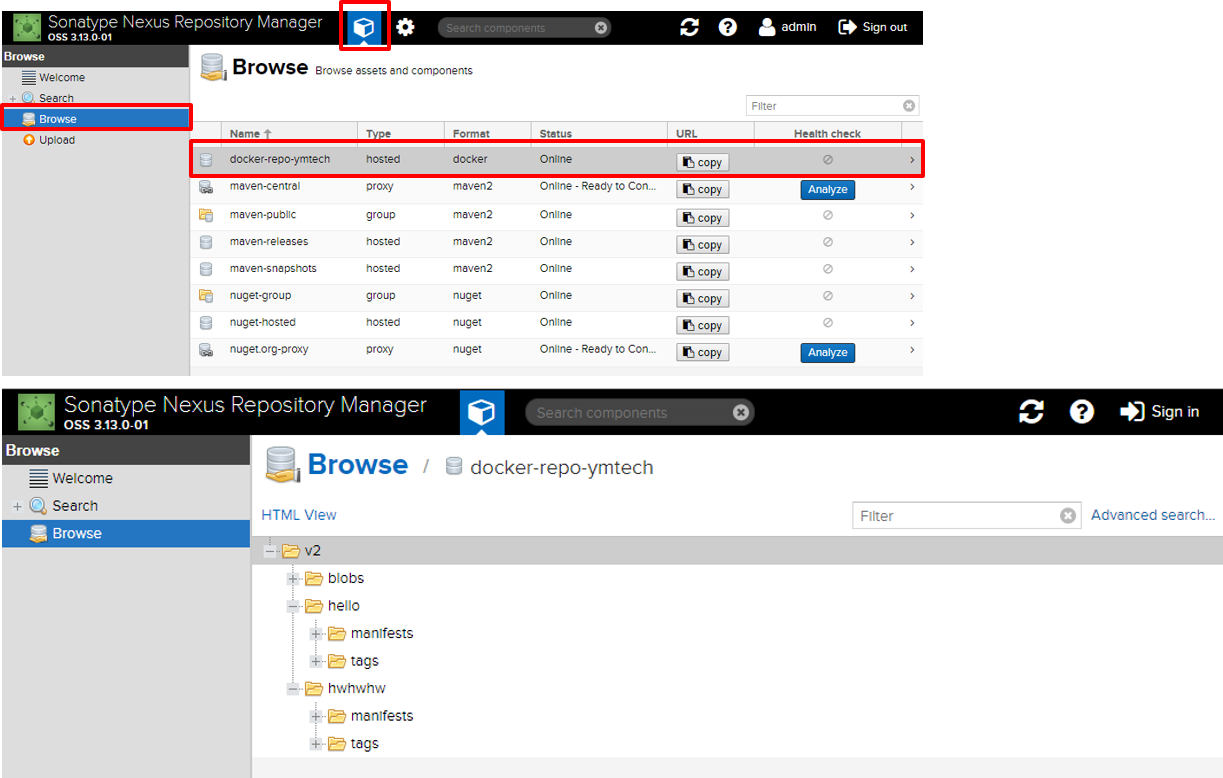 Sonatype Nexus Repository Manager
OSS 3.13.0-01
Search components
admin
Sign out
Browse
Welcome
Search
Browse
Upload
Browse Browse assets and components
Filter
Name Type Format Status URL Health check
docker-repo-ymtech hosted docker Online copy
maven-central proxy maven2 Online - Ready to Con... copy Analyze
maven-public group maven2 Online copy
maven-releases hosted maven2 Online copy
maven-snapshots hosted maven2 Online copy
nuget-group group nuget Online copy
nuget-hosted hosted nuget Online copy
nuget.org-proxy proxy nuget Online - Ready to Con... copy Analyze
Sonatype Nexus Repository Manager
OSS 3.13.0-01
Search components
Sign in
Browse
Welcome
Search
Browse
Browse / docker-repo-ymtech
HTML View
Filter
Advanced search...
v2
blobs
hello
manifests
tags
hwhwhw
manifests
tags